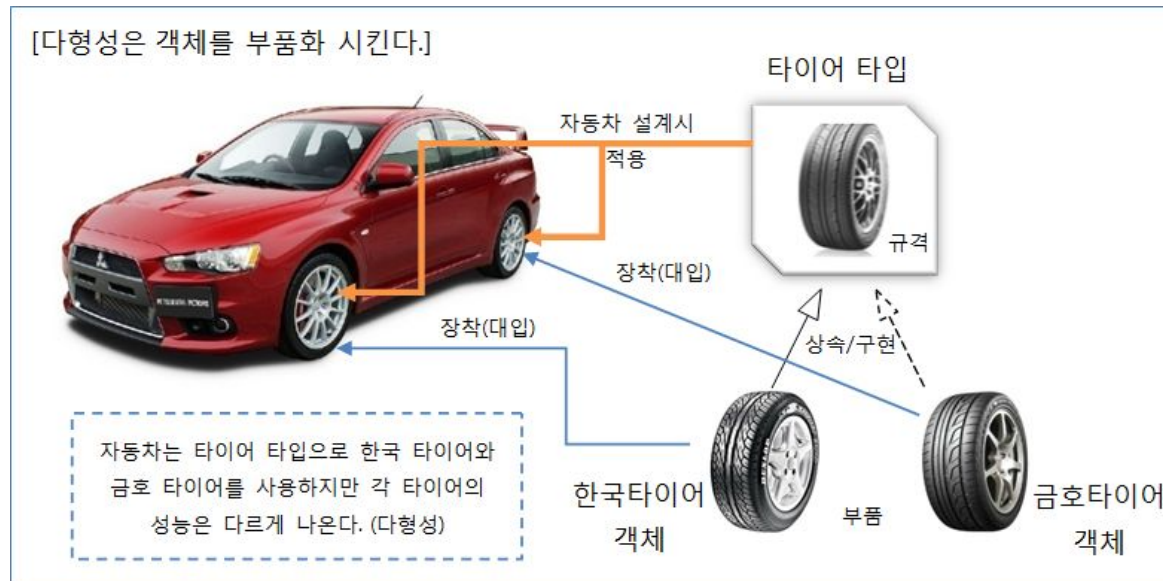 [다형성은 객체를 부품화 시킨다.]
타이어 타입
자동차 설계시
적용
규격
장착(대입)
장착(대입)
상속/구현
자동차는 타이어 타입으로 한국 타이어와
금호 타이어를 사용하지만 각 타이어의
성능은 다르게 나온다. (다형성)
한국타이어
객체
부품
금호타이어
객체